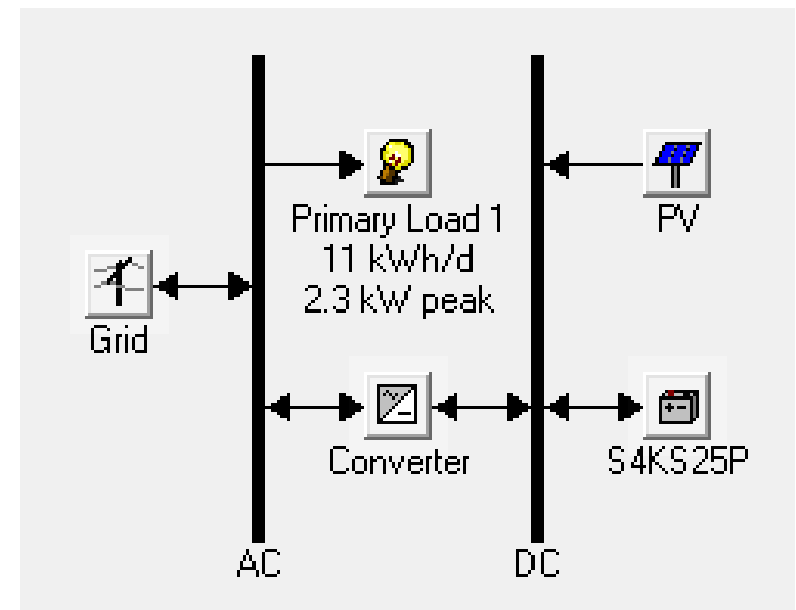 Primary Load 1
11 kWh/d
2.3 kW peak
PV
Grid
Converter
S4KS25P
AC
DC